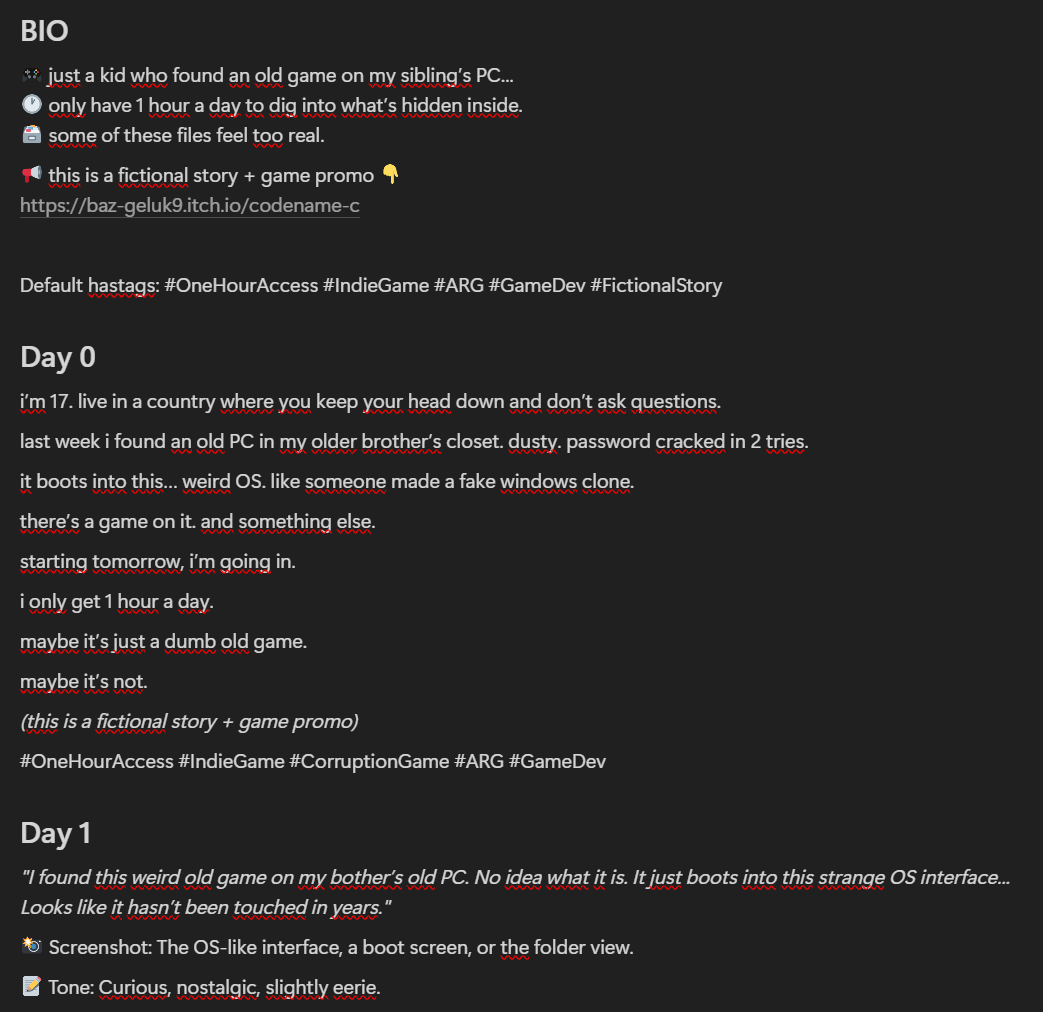 BIO
🎮 just a kid who found an old game on my sibling’s PC…
🕐 only have 1 hour a day to dig into what’s hidden inside.
🗃️ some of these files feel too real.
📢 this is a fictional story + game promo 👇
https://baz-geluk9.itch.io/codename-c
Default hastags: #OneHourAccess #IndieGame #ARG #GameDev #FictionalStory
Day 0
i’m 17. live in a country where you keep your head down and don’t ask questions.
last week i found an old PC in my older brother’s closet. dusty. password cracked in 2 tries.
it boots into this… weird OS. like someone made a fake windows clone.
there’s a game on it. and something else.
starting tomorrow, i’m going in.
i only get 1 hour a day.
maybe it’s just a dumb old game.
maybe it’s not.
(this is a fictional story + game promo)
#OneHourAccess #IndieGame #CorruptionGame #ARG #GameDev
Day 1
"I found this weird old game on my bother’s old PC. No idea what it is. It just boots into this strange OS interface…
Looks like it hasn’t been touched in years."
📸 Screenshot: The OS-like interface, a boot screen, or the folder view.
📝 Tone: Curious, nostalgic, slightly eerie.